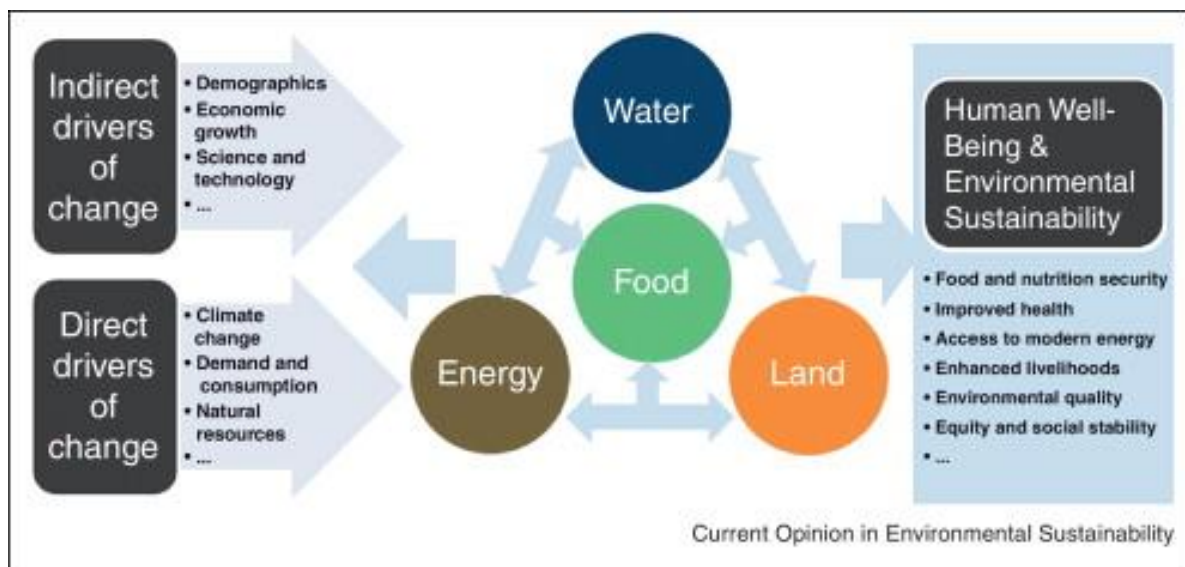 Indirect
drivers
of
change
• Demographics
• Economic
growth
• Science and
technology
• ...
Direct
drivers
of
change
• Climate
change
• Demand and
consumption
• Natural
resources
• ...
Water
Food
Energy
Land
Human Well-
Being &
Environmental
Sustainability
• Food and nutrition security
• Improved health
• Access to modern energy
• Enhanced livelihoods
• Environmental quality
• Equity and social stability
• ...
Current Opinion in Environmental Sustainability